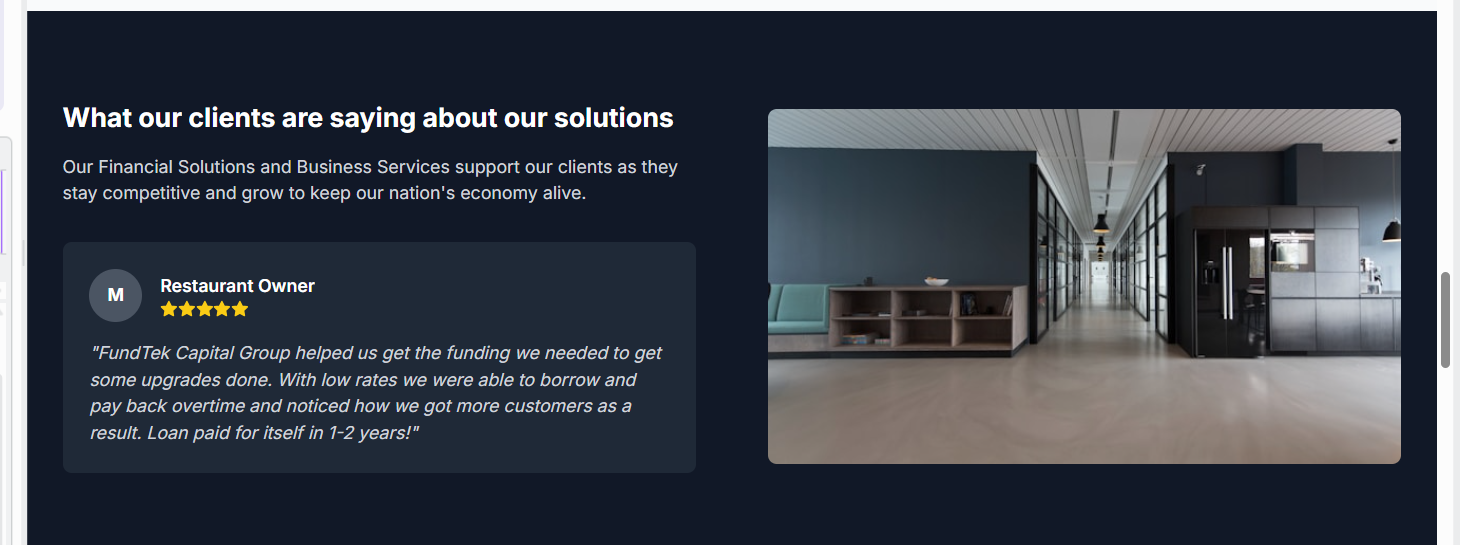 What our clients are saying about our solutions
Our Financial Solutions and Business Services support our clients as they
stay competitive and grow to keep our nation's economy alive.
M
Restaurant Owner
"FundTek Capital Group helped us get the funding we needed to get
some upgrades done. With low rates we were able to borrow and
pay back overtime and noticed how we got more customers as a
result. Loan paid for itself in 1-2 years!"